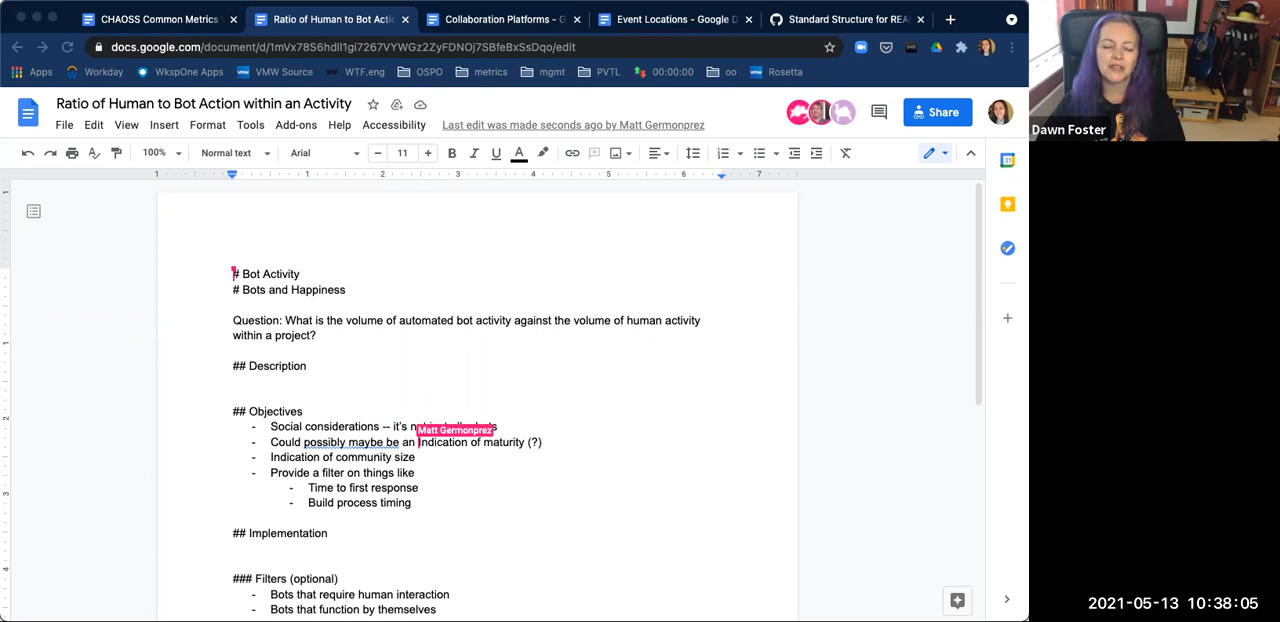 CHAOSS Common Metrics
Ratio of Human to Bot Acti
Collaboration Platforms - G
Event Locations - Google D
Standard Structure for REA
docs.google.com/document/d/1mVx78S6hdlI1gi7267VYWGz2ZyFDNOj7SBfeBxSsDqo/edit
Apps
Workday
WkspOne Apps
VMW Source
WTF.eng
OSPO
metrics
mgmt
PVTL
00:00:00
oo
Rosetta
Ratio of Human to Bot Action within an Activity
File Edit View Insert Format Tools Add-ons Help Accessibility
Last edit was made seconds ago by Matt Germonprez
Share
100%
Normal text
Arial
11
# Bot Activity
# Bots and Happiness
Question: What is the volume of automated bot activity against the volume of human activity
within a project?
## Description
## Objectives
- Social considerations -- it's
Matt Germonprez
- Could possibly maybe be an Indication of maturity (?)
- Indication of community size
- Provide a filter on things like
- Time to first response
- Build process timing
## Implementation
### Filters (optional)
- Bots that require human interaction
- Bots that function by themselves
Dawn Foster
2021-05-13 10:38:05